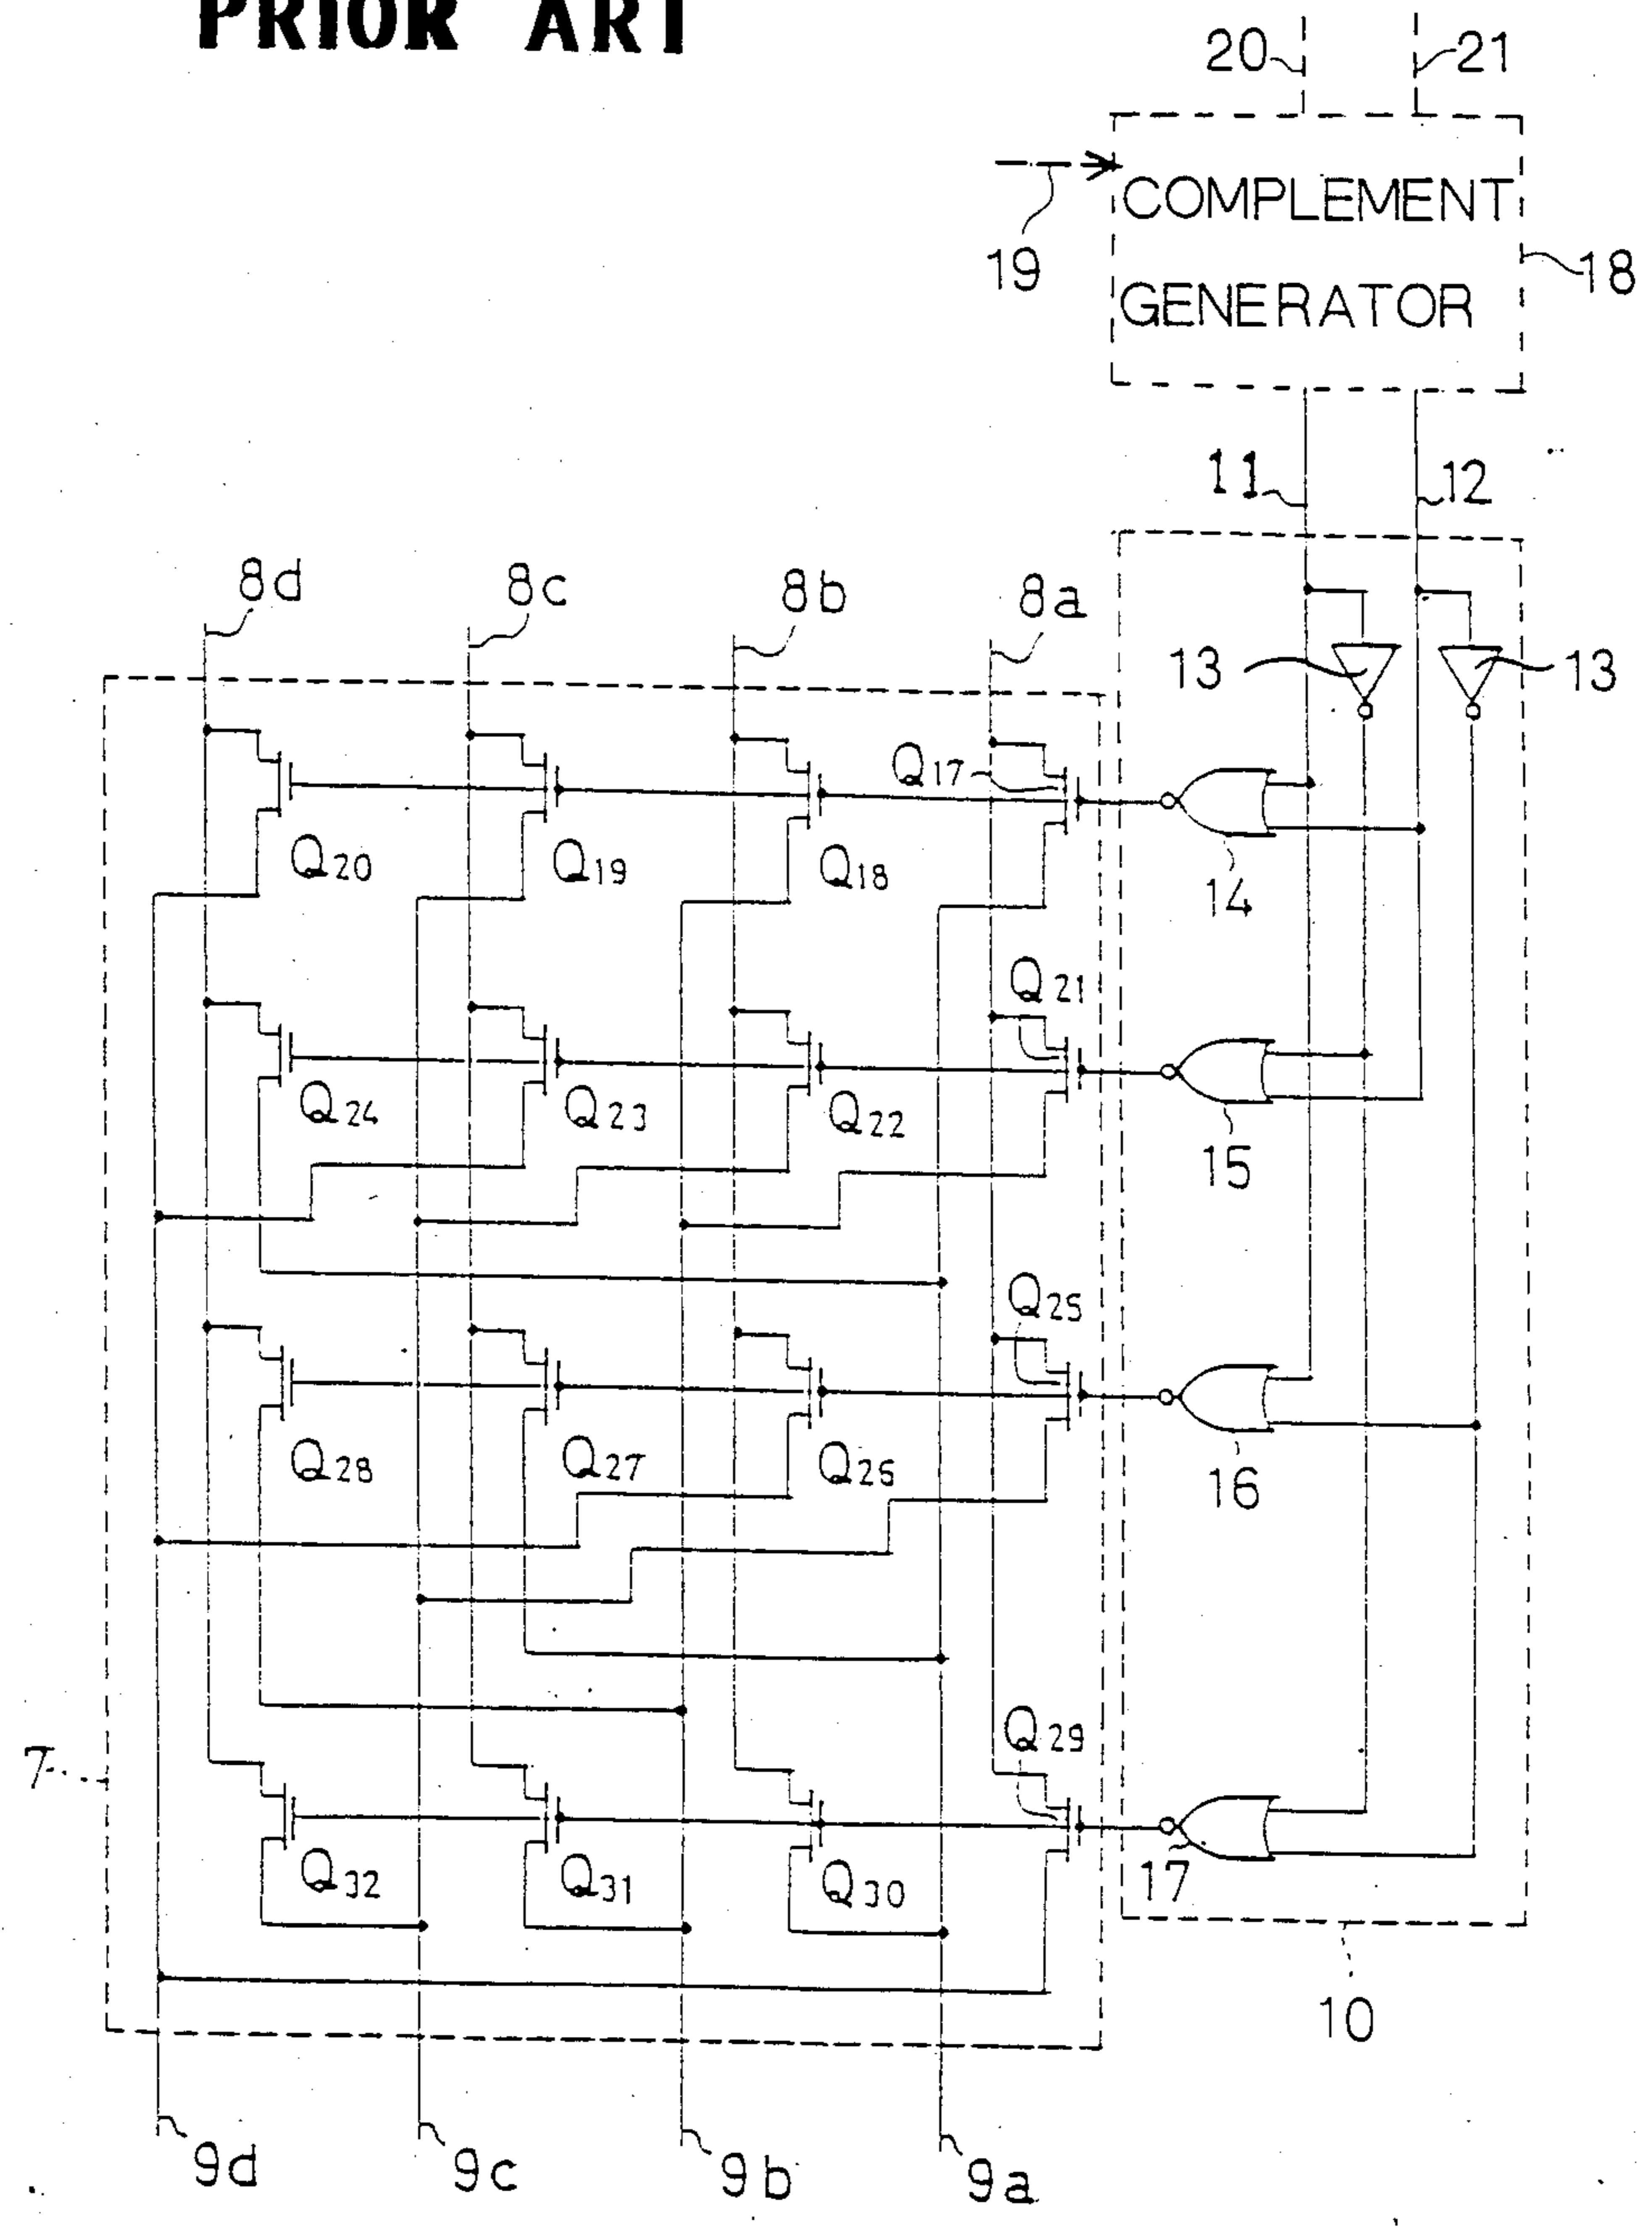 PRIOR ART
20 21
COMPLEMENT
19 18
GENERATOR
11 12
8d 8c 8b 8a
13 13
Q17
Q20 Q19 Q18 14
Q21
Q24 Q23 Q22 15
Q25
Q28 Q27 Q26 16
Q29
7
Q32 Q31 Q30 17
10
9d 9c 9b 9a